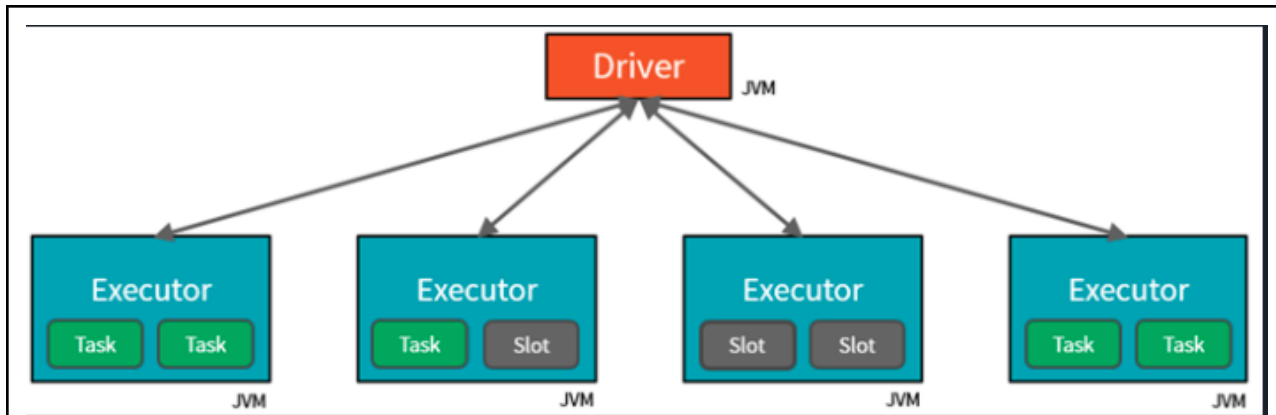 Driver
JVM
Executor Executor Executor Executor
Task Task Task Slot Slot Slot Task Task
JVM JVM JVM JVM